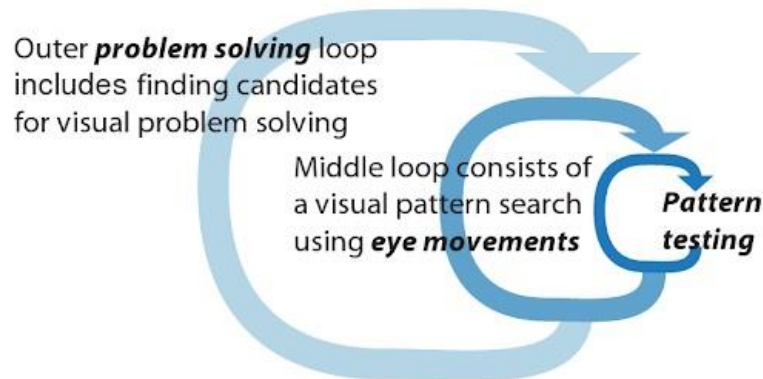 Outer problem solving loop
includes finding candidates
for visual problem solving
Middle loop consists of
a visual pattern search
using eye movements
Pattern
testing